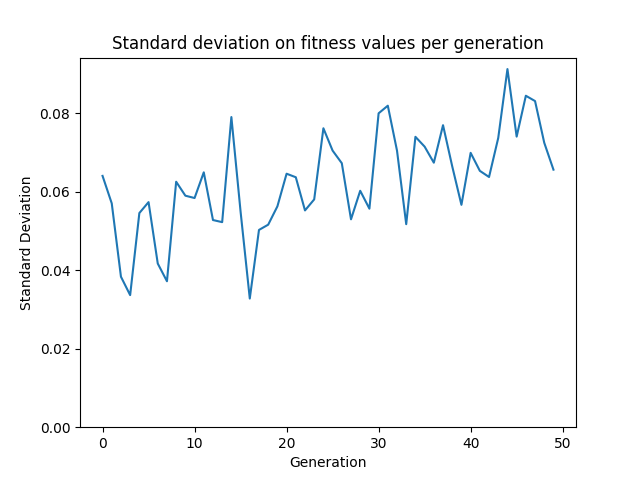 Standard deviation on fitness values per generation
0.08
0.06
0.04
0.02
0.00
Standard Deviation
0 10 20 30 40 50
Generation